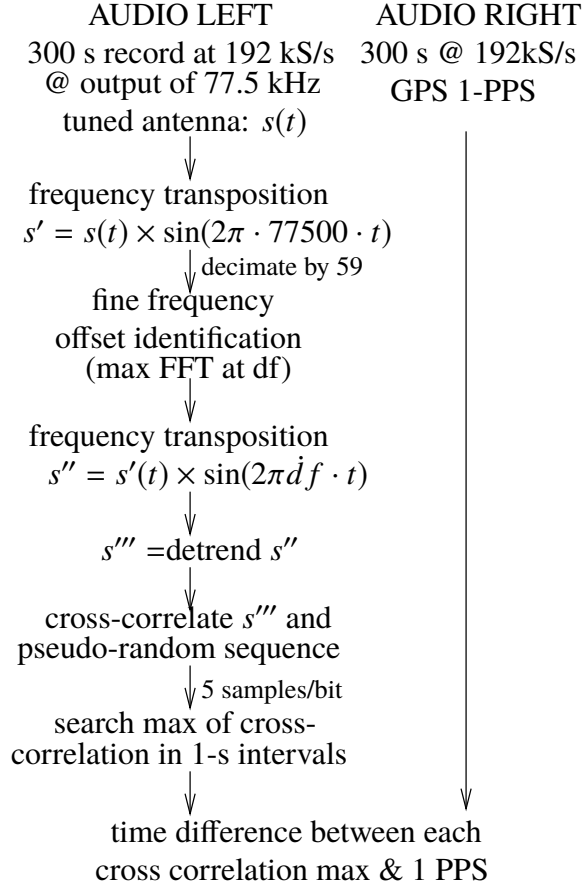 AUDIO LEFT
300 s record at 192 kS/s
@ output of 77.5 kHz
tuned antenna: s(t)
AUDIO RIGHT
300 s @ 192kS/s
GPS 1-PPS
frequency transposition
s′ = s(t) × sin(2π · 77500 · t)
decimate by 59
fine frequency
offset identification
(max FFT at df)
frequency transposition
s″ = s′(t) × sin(2πḋf · t)
s‴ =detrend s″
cross-correlate s‴ and
pseudo-random sequence
5 samples/bit
search max of cross-
correlation in 1-s intervals
time difference between each
cross correlation max & 1 PPS